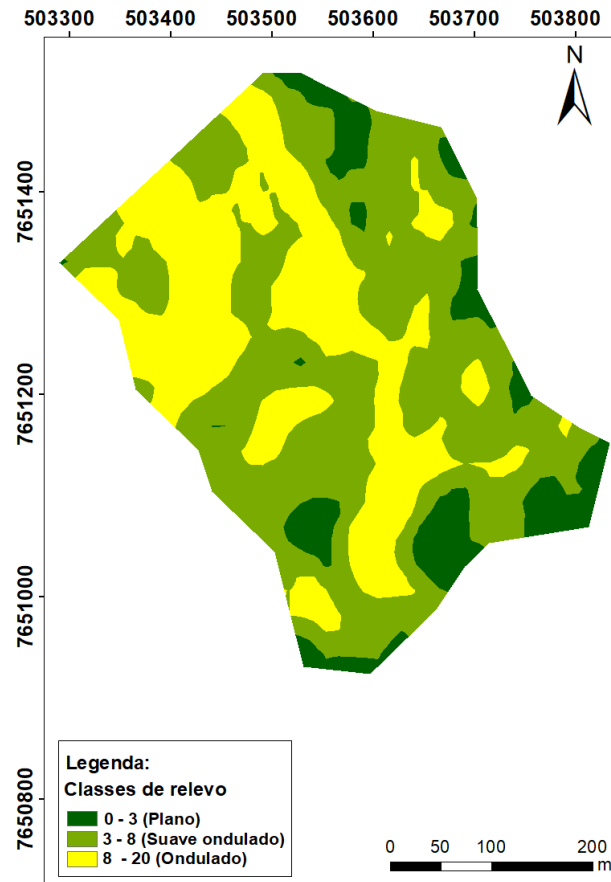 503300 503400 503500 503600 503700 503800
N
7651400
7651200
7651000
7650800
Legenda:
Classes de relevo
0 - 3 (Plano)
3 - 8 (Suave ondulado)
8 - 20 (Ondulado)
0 50 100 200
m